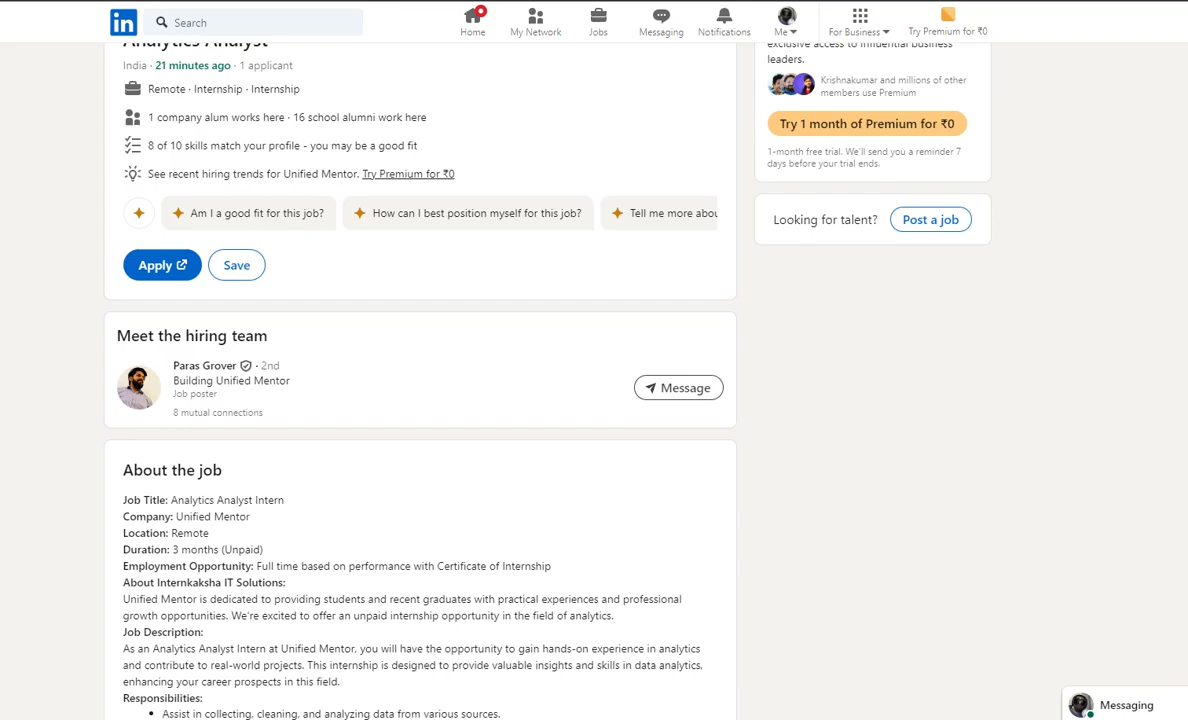 in
Search
Home
My Network
Jobs
Messaging
Notifications
Me
For Business
Try Premium for ₹0
Analytics Analyst
India · 21 minutes ago · 1 applicant
Remote · Internship · Internship
1 company alum works here · 16 school alumni work here
8 of 10 skills match your profile - you may be a good fit
See recent hiring trends for Unified Mentor. Try Premium for ₹0
Am I a good fit for this job?
How can I best position myself for this job?
Tell me more abou
Apply
Save
Meet the hiring team
Paras Grover · 2nd
Building Unified Mentor
Job poster
8 mutual connections
Message
About the job
Job Title: Analytics Analyst Intern
Company: Unified Mentor
Location: Remote
Duration: 3 months (Unpaid)
Employment Opportunity: Full time based on performance with Certificate of Internship
About Internkaksha IT Solutions:
Unified Mentor is dedicated to providing students and recent graduates with practical experiences and professional
growth opportunities. We're excited to offer an unpaid internship opportunity in the field of analytics.
Job Description:
As an Analytics Analyst Intern at Unified Mentor, you will have the opportunity to gain hands-on experience in analytics
and contribute to real-world projects. This internship is designed to provide valuable insights and skills in data analytics,
enhancing your career prospects in this field.
Responsibilities:
• Assist in collecting, cleaning, and analyzing data from various sources.
exclusive access to influential business
leaders.
Krishnakumar and millions of other
members use Premium
Try 1 month of Premium for ₹0
1-month free trial. We'll send you a reminder 7
days before your trial ends.
Looking for talent?
Post a job
Messaging